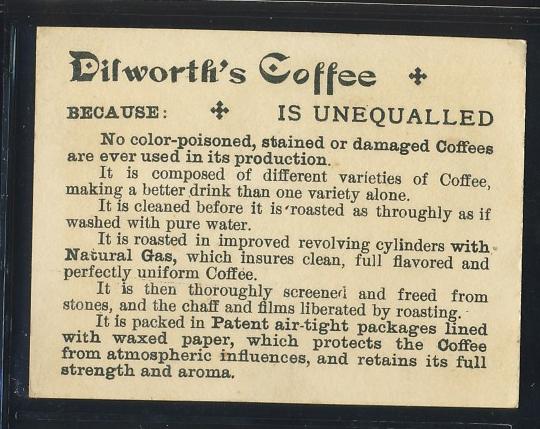 Dilworth's Coffee
BECAUSE: IS UNEQUALLED
No color-poisoned, stained or damaged Coffees
are ever used in its production.
It is composed of different varieties of Coffee,
making a better drink than one variety alone.
It is cleaned before it is roasted as throughly as if
washed with pure water.
It is roasted in improved revolving cylinders with
Natural Gas, which insures clean, full flavored and
perfectly uniform Coffee.
It is then thoroughly screened and freed from
stones, and the chaff and films liberated by roasting.
It is packed in Patent air-tight packages lined
with waxed paper, which protects the Coffee
from atmospheric influences, and retains its full
strength and aroma.